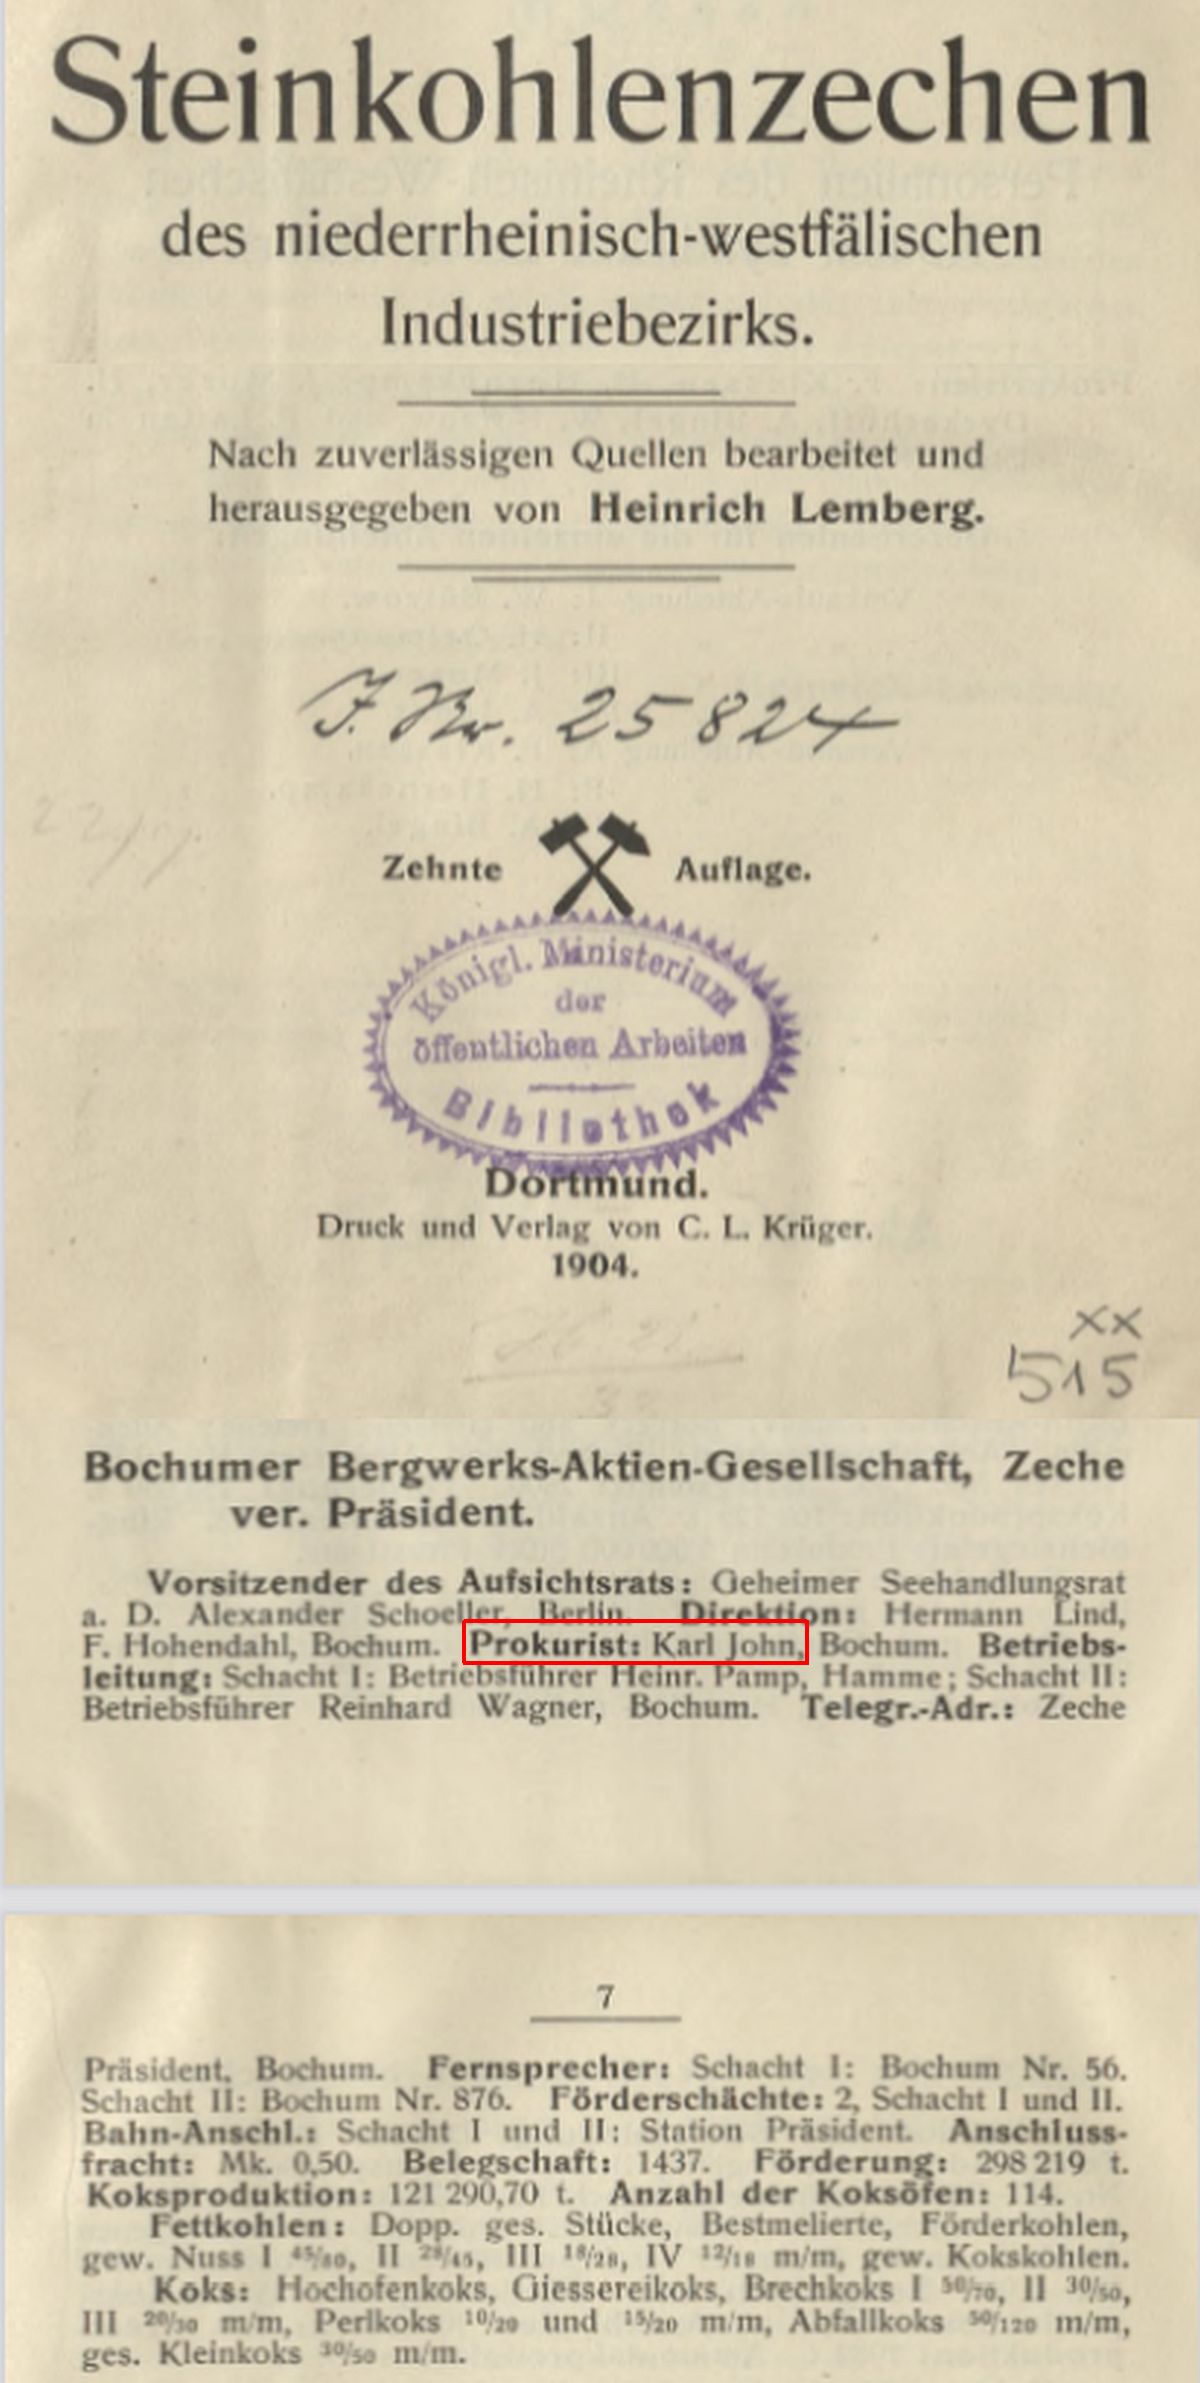 Steinkohlenzechen
des niederrheinisch-westfälischen
Industriebezirks.
Nach zuverlässigen Quellen bearbeitet und
herausgegeben von Heinrich Lemberg.
J. Nr. 25824
Zehnte Auflage.
Königl. Ministerium
der
öffentlichen Arbeiten
Bibliothek
Dortmund.
Druck und Verlag von C. L. Krüger.
1904.
xx
515
Bochumer Bergwerks-Aktien-Gesellschaft, Zeche
ver. Präsident.
Vorsitzender des Aufsichtsrats: Geheimer Seehandlungsrat
a. D. Alexander Schoeller, Berlin. Direktion: Hermann Lind,
F. Hohendahl, Bochum. Prokurist: Karl John, Bochum. Betriebs-
leitung: Schacht I: Betriebsführer Heinr. Pamp, Hamme; Schacht II:
Betriebsführer Reinhard Wagner, Bochum. Telegr.-Adr.: Zeche
7
Präsident, Bochum. Fernsprecher: Schacht I: Bochum Nr. 56.
Schacht II: Bochum Nr. 876. Förderschächte: 2, Schacht I und II.
Bahn-Anschl.: Schacht I und II: Station Präsident. Anschluss-
fracht: Mk. 0,50. Belegschaft: 1437. Förderung: 298 219 t.
Koksproduktion: 121 290,70 t. Anzahl der Koksöfen: 114.
Fettkohlen: Dopp. ges. Stücke, Bestmelierte, Förderkohlen,
gew. Nuss I 45/80, II 28/45, III 18/28, IV 12/18 m/m, gew. Kokskohlen.
Koks: Hochofenkoks, Giessereikoks, Brechkoks I 50/70, II 30/50,
III 20/30 m/m, Perlkoks 10/20 und 15/20 m/m, Abfallkoks 50/120 m/m,
ges. Kleinkoks 30/50 m/m.